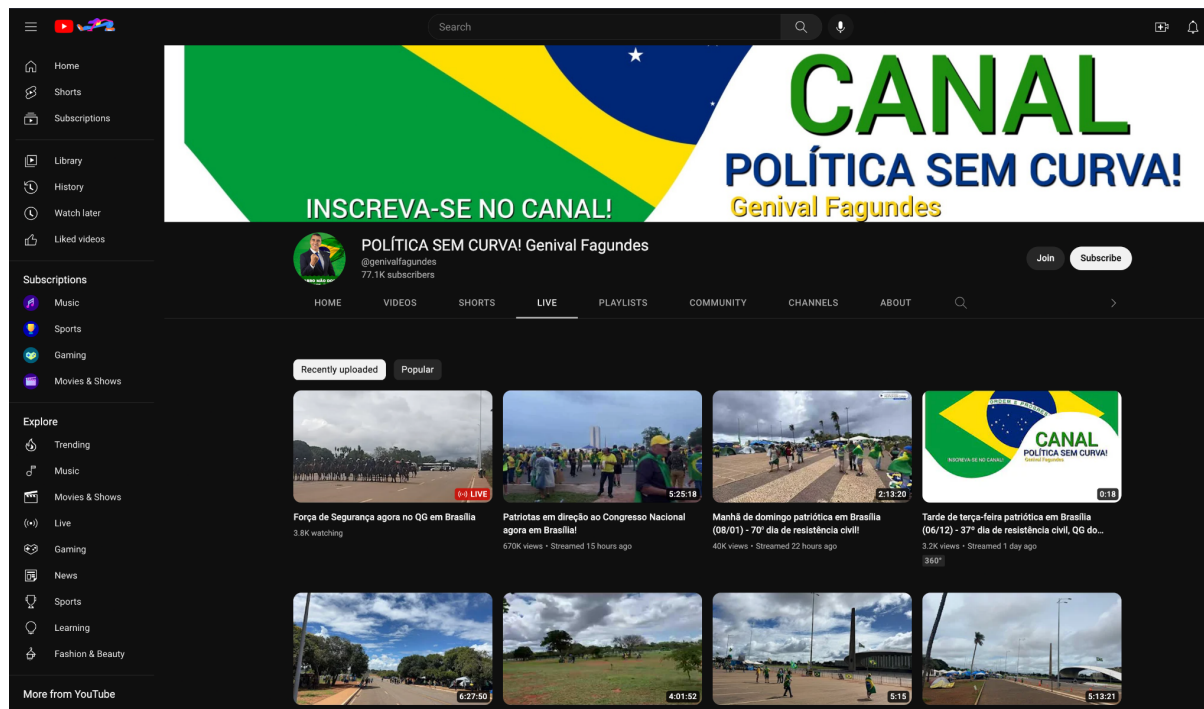 Search
Home
Shorts
Subscriptions
Library
History
Watch later
Liked videos
Subscriptions
Music
Sports
Gaming
Movies & Shows
Explore
Trending
Music
Movies & Shows
Live
Gaming
News
Sports
Learning
Fashion & Beauty
More from YouTube
CANAL
POLÍTICA SEM CURVA!
INSCREVA-SE NO CANAL!
Genival Fagundes
POLÍTICA SEM CURVA! Genival Fagundes
@genivalfagundes
77.1K subscribers
Join
Subscribe
HOME
VIDEOS
SHORTS
LIVE
PLAYLISTS
COMMUNITY
CHANNELS
ABOUT
Recently uploaded
Popular
LIVE
Força de Segurança agora no QG em Brasília
3.8K watching
5:25:18
Patriotas em direção ao Congresso Nacional
agora em Brasília!
670K views • Streamed 15 hours ago
2:13:20
Manhã de domingo patriótica em Brasília
(08/01) - 70º dia de resistência civil!
40K views • Streamed 22 hours ago
ORDEM E PROGRESSO
CANAL
POLÍTICA SEM CURVA!
INSCREVA-SE NO CANAL!
Genival Fagundes
0:18
Tarde de terça-feira patriótica em Brasília
(06/12) - 37º dia de resistência civil, QG do...
3.2K views • Streamed 1 day ago
360°
6:27:50
4:01:52
5:15
5:13:21